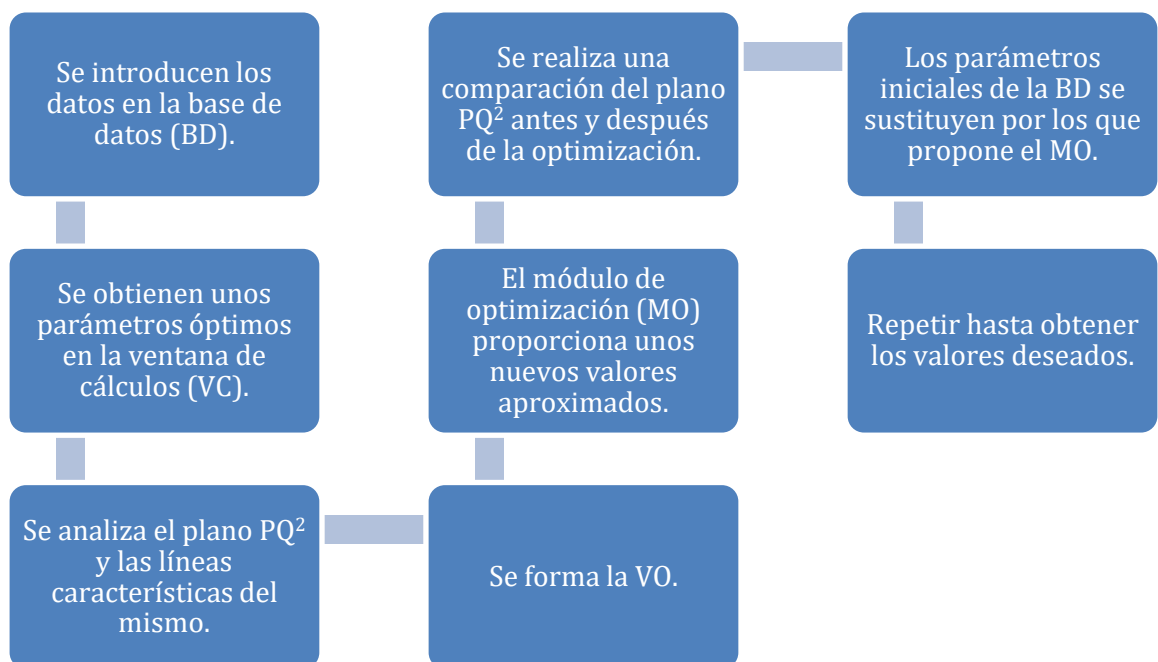 Se introducen los
datos en la base de
datos (BD).
Se obtienen unos
parámetros óptimos
en la ventana de
cálculos (VC).
Se analiza el plano PQ²
y las líneas
características del
mismo.
Se forma la VO.
El módulo de
optimización (MO)
proporciona unos
nuevos valores
aproximados.
Se realiza una
comparación del plano
PQ² antes y después
de la optimización.
Los parámetros
iniciales de la BD se
sustituyen por los que
propone el MO.
Repetir hasta obtener
los valores deseados.